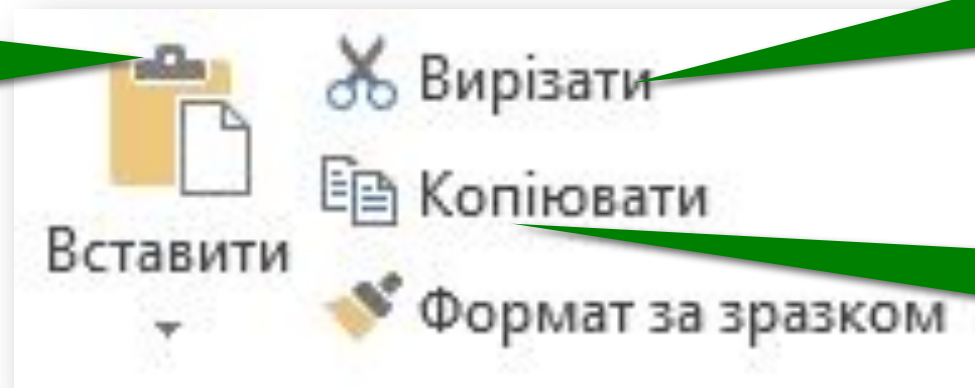 Вирізати
Копіювати
Вставити
Формат за зразком